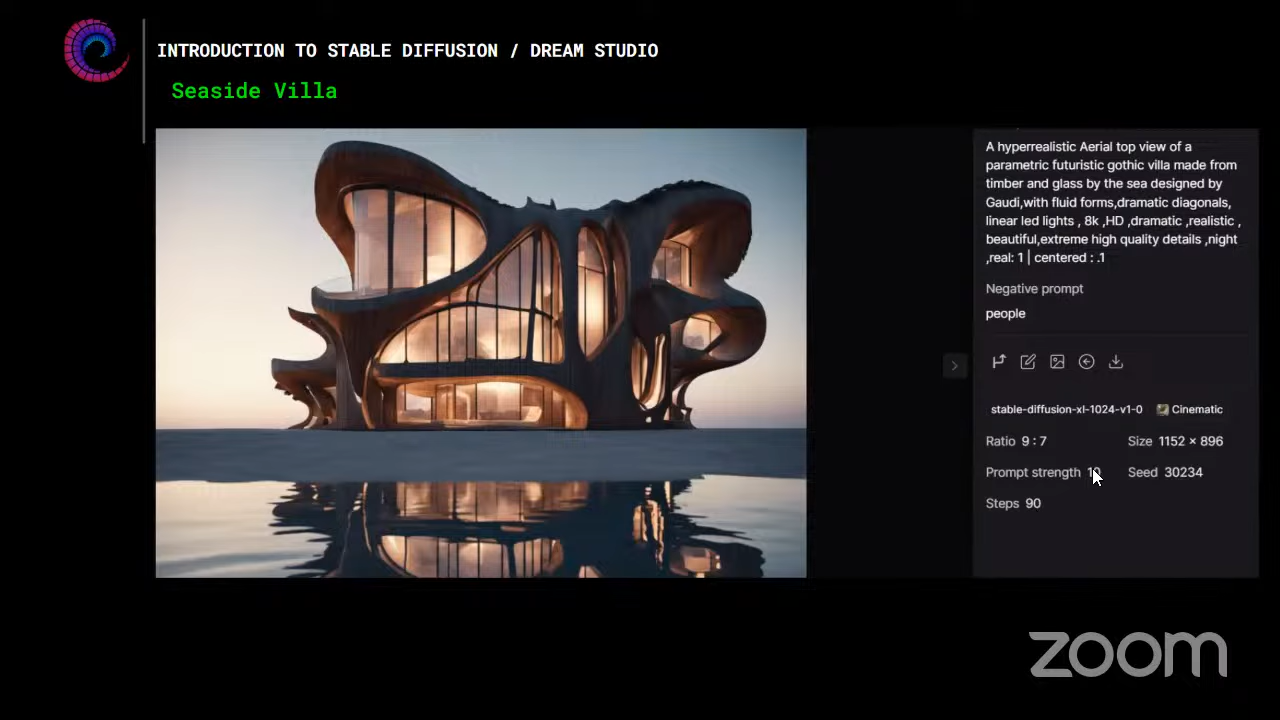 INTRODUCTION TO STABLE DIFFUSION / DREAM STUDIO
Seaside Villa
A hyperrealistic Aerial top view of a
parametric futuristic gothic villa made from
timber and glass by the sea designed by
Gaudi,with fluid forms,dramatic diagonals,
linear led lights , 8k ,HD ,dramatic ,realistic ,
beautiful,extreme high quality details ,night
,real: 1 | centered : .1
Negative prompt
people
stable-diffusion-xl-1024-v1-0 Cinematic
Ratio 9 : 7 Size 1152 × 896
Prompt strength Seed 30234
Steps 90
zoom